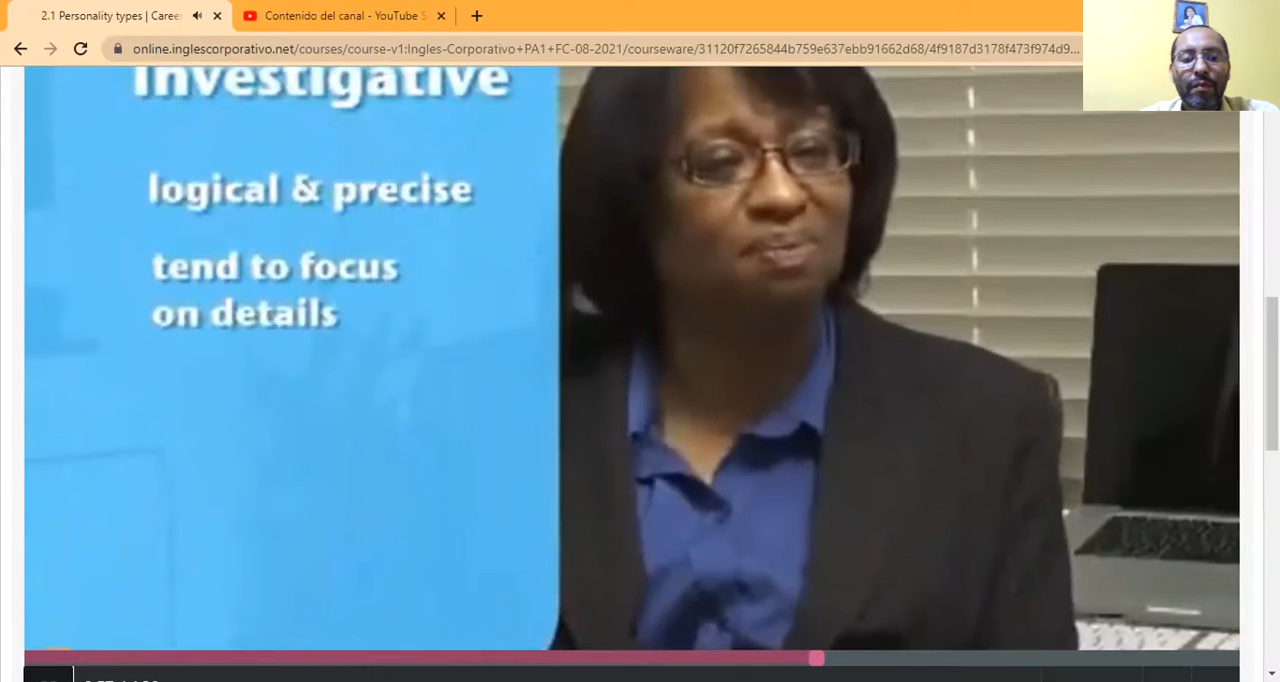 2.1 Personality types | Caree
Contenido del canal - YouTube S
online.inglescorporativo.net/courses/course-v1:Ingles-Corporativo+PA1+FC-08-2021/courseware/31120f7265844b759e637ebb91662d68/4f9187d3178f473f974d9...
Investigative
logical & precise
tend to focus
on details